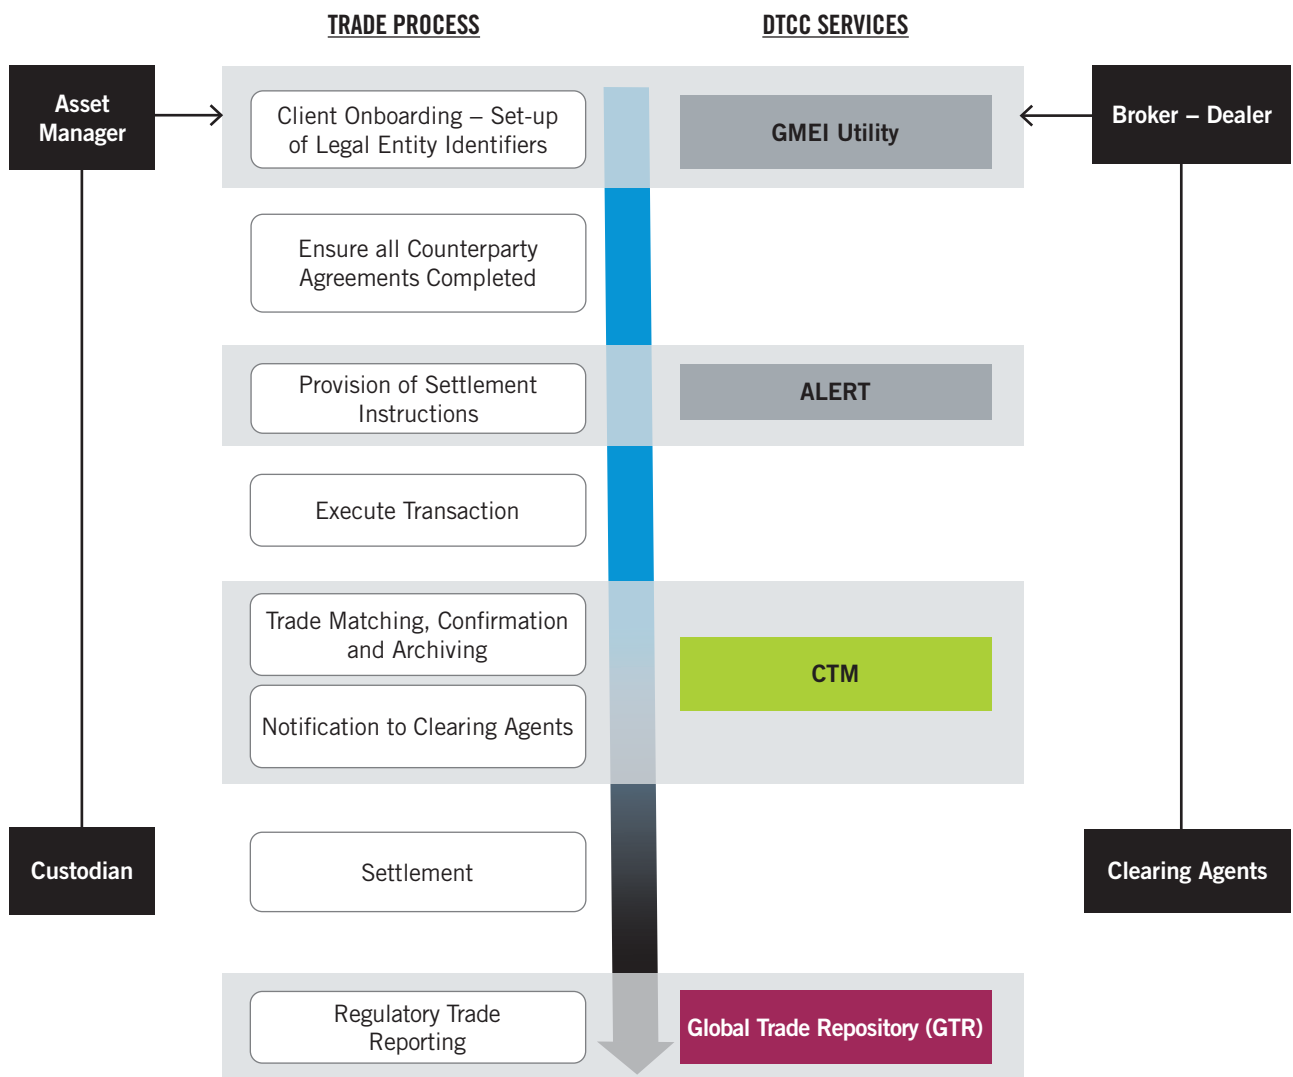 TRADE PROCESS
DTCC SERVICES
Asset
Manager
Client Onboarding – Set-up
of Legal Entity Identifiers
GMEI Utility
Broker – Dealer
Ensure all Counterparty
Agreements Completed
Provision of Settlement
Instructions
ALERT
Execute Transaction
Trade Matching, Confirmation
and Archiving
CTM
Notification to Clearing Agents
Custodian
Settlement
Clearing Agents
Regulatory Trade
Reporting
Global Trade Repository (GTR)